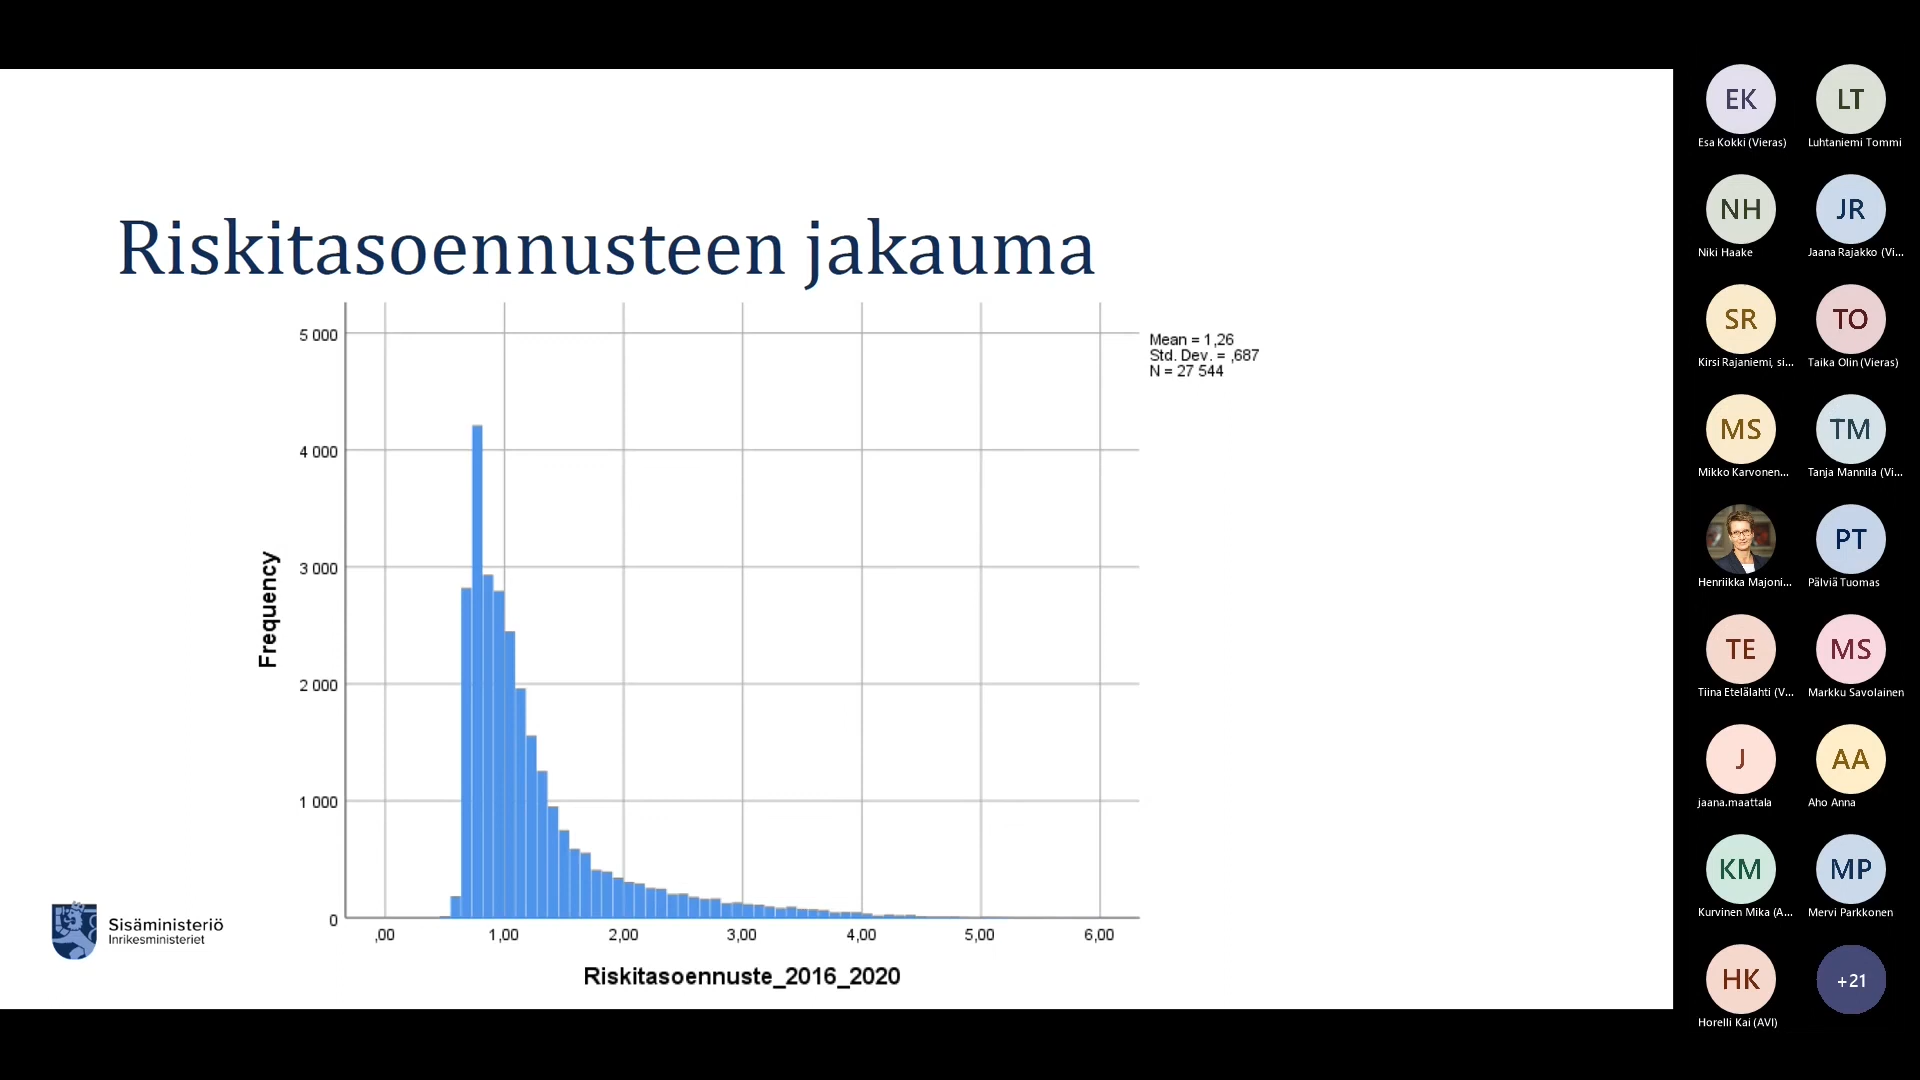 Riskitasoennusteen jakauma
5 000
4 000
3 000
2 000
1 000
0
Frequency
,00
1,00
2,00
3,00
4,00
5,00
6,00
Riskitasoennuste_2016_2020
Mean = 1,26
Std. Dev. = ,687
N = 27 544
Sisäministeriö
Inrikesministeriet
EK
LT
Esa Kokki (Vieras)
Luhtaniemi Tommi
NH
JR
Niki Haake
Jaana Rajakko (Vi...
SR
TO
Kirsi Rajaniemi, si...
Taika Olin (Vieras)
MS
TM
Mikko Karvonen...
Tanja Mannila (Vi...
PT
Henriikka Majoni...
Pälviä Tuomas
TE
MS
Tiina Etelälahti (V...
Markku Savolainen
J
AA
jaana.maattala
Aho Anna
KM
MP
Kurvinen Mika (A...
Mervi Parkkonen
HK
+21
Horelli Kai (AVI)